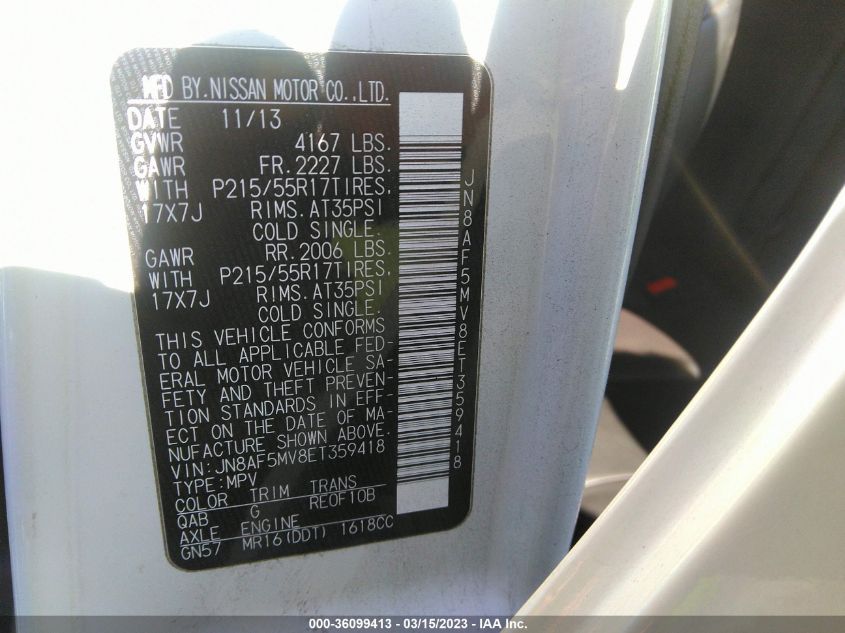 MFD BY.NISSAN MOTOR CO.,LTD.
DATE 11/13
GVWR 4167 LBS.
GAWR FR.2227 LBS.
WITH P215/55R17TIRES,
17X7J RIMS.AT35PSI
COLD SINGLE.
GAWR RR.2006 LBS.
WITH P215/55R17TIRES,
17X7J RIMS.AT35PSI
COLD SINGLE.
THIS VEHICLE CONFORMS
TO ALL APPLICABLE FED-
ERAL MOTOR VEHICLE SA-
FETY AND THEFT PREVEN-
TION STANDARDS IN EFF-
ECT ON THE DATE OF MA-
NUFACTURE SHOWN ABOVE.
VIN:JN8AF5MV8ET359418
TYPE:MPV
COLOR TRIM TRANS
QAB G REOF10B
AXLE ENGINE
GN57 MR16(DDT) 1618CC
JN8AF5MV8ET359418
000-36099413 - 03/15/2023 - IAA Inc.